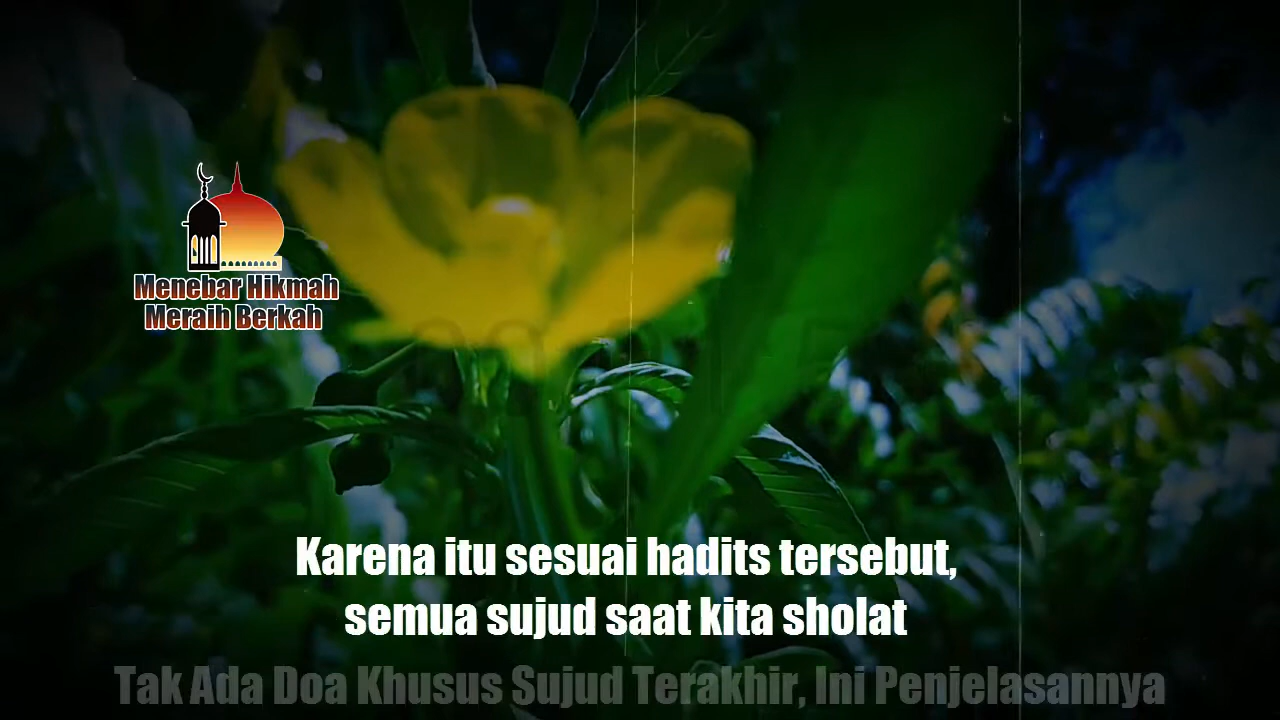 Menebar Hikmah
Meraih Berkah
Karena itu sesuai hadits tersebut,
semua sujud saat kita sholat
Tak Ada Doa Khusus Sujud Terakhir, Ini Penjelasannya